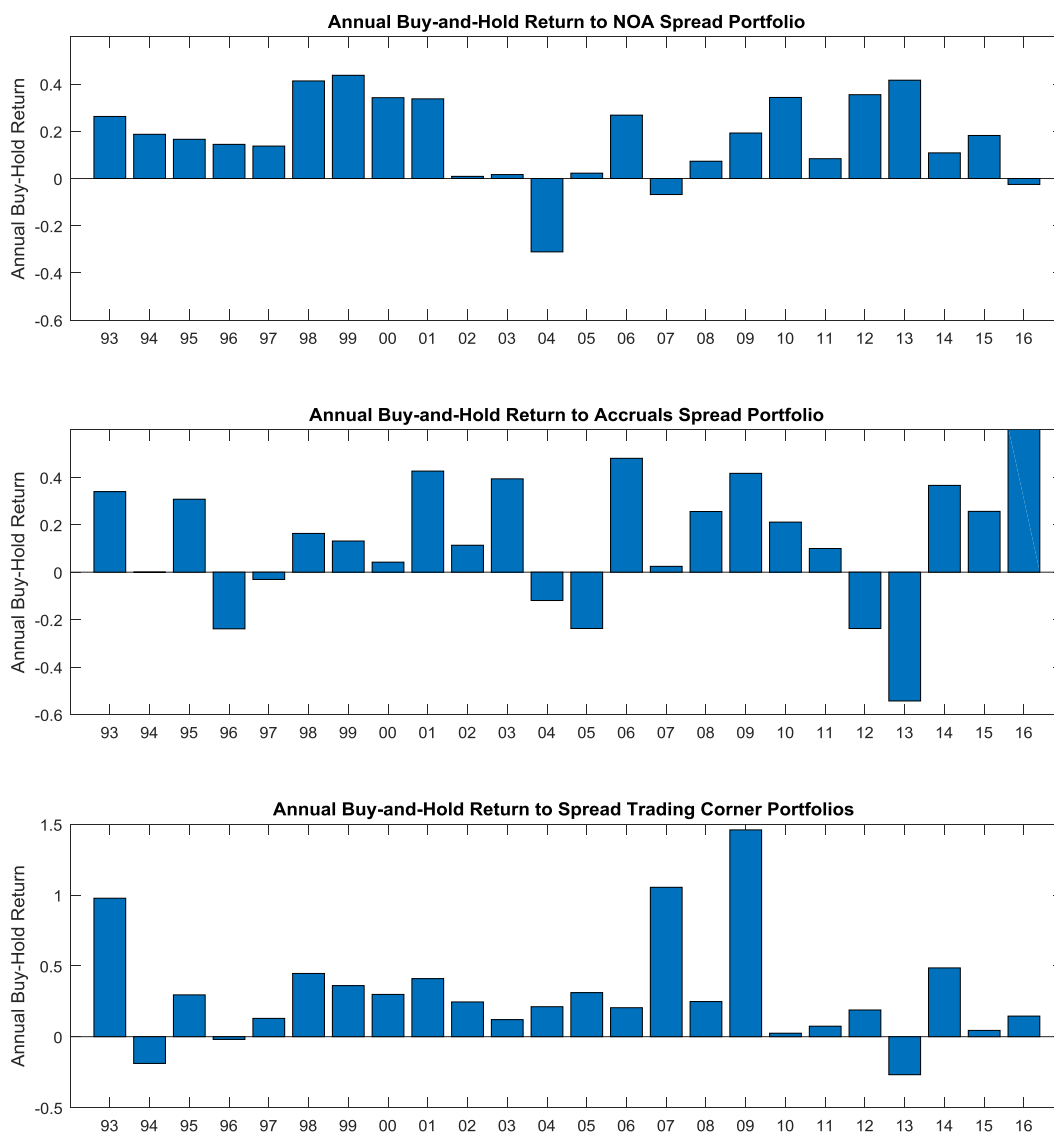 Annual Buy-and-Hold Return to NOA Spread Portfolio
Annual Buy-Hold Return
0.4
0.2
0
-0.2
-0.4
-0.6
93 94 95 96 97 98 99 00 01 02 03 04 05 06 07 08 09 10 11 12 13 14 15 16
Annual Buy-and-Hold Return to Accruals Spread Portfolio
Annual Buy-Hold Return
0.4
0.2
0
-0.2
-0.4
-0.6
93 94 95 96 97 98 99 00 01 02 03 04 05 06 07 08 09 10 11 12 13 14 15 16
Annual Buy-and-Hold Return to Spread Trading Corner Portfolios
Annual Buy-Hold Return
1.5
1
0.5
0
-0.5
93 94 95 96 97 98 99 00 01 02 03 04 05 06 07 08 09 10 11 12 13 14 15 16